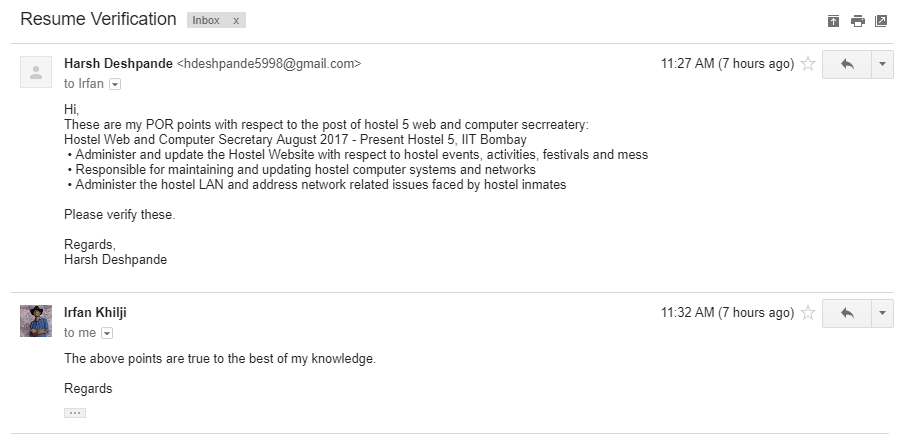 Resume Verification Inbox x
Harsh Deshpande <hdeshpande5998@gmail.com> 11:27 AM (7 hours ago)
to Irfan
Hi,
These are my POR points with respect to the post of hostel 5 web and computer secrreatery:
Hostel Web and Computer Secretary August 2017 - Present Hostel 5, IIT Bombay
• Administer and update the Hostel Website with respect to hostel events, activities, festivals and mess
• Responsible for maintaining and updating hostel computer systems and networks
• Administer the hostel LAN and address network related issues faced by hostel inmates
Please verify these.
Regards,
Harsh Deshpande
Irfan Khilji 11:32 AM (7 hours ago)
to me
The above points are true to the best of my knowledge.
Regards